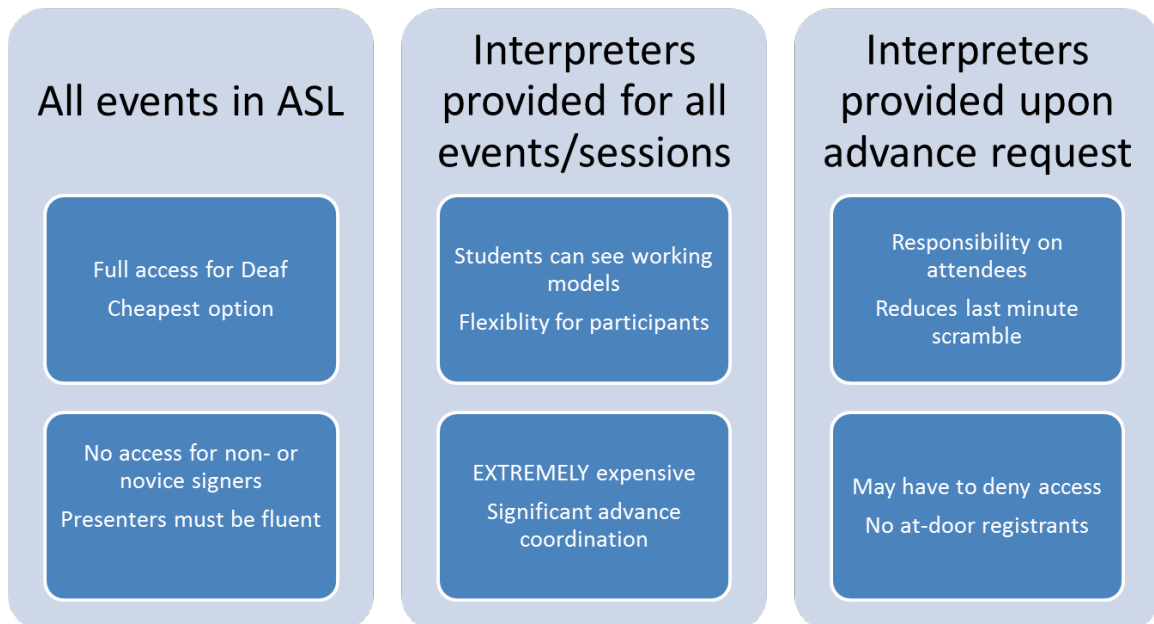 All events in ASL
Full access for Deaf
Cheapest option
No access for non- or
novice signers
Presenters must be fluent
Interpreters
provided for all
events/sessions
Students can see working
models
Flexiblity for participants
EXTREMELY expensive
Significant advance
coordination
Interpreters
provided upon
advance request
Responsibility on
attendees
Reduces last minute
scramble
May have to deny access
No at-door registrants